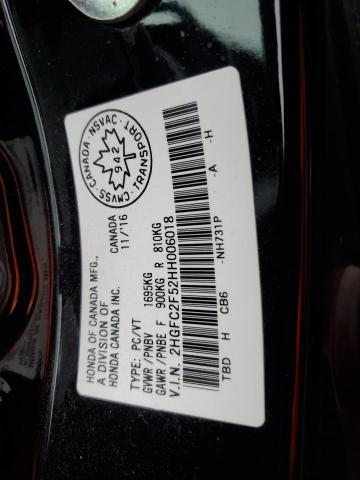 HONDA OF CANADA MFG., CANADA
A DIVISION OF 11/16
HONDA CANADA INC.
CMVSS CANADA · NSVAC · TRANSPORT
942
TYPE: PC/VT
GVWR/PNBV 1695KG
GAWR/PNBE F 900KG R 810KG
V.I.N. 2HGFC2F52HH006018
-NH731P -A -H
TBD H CB6